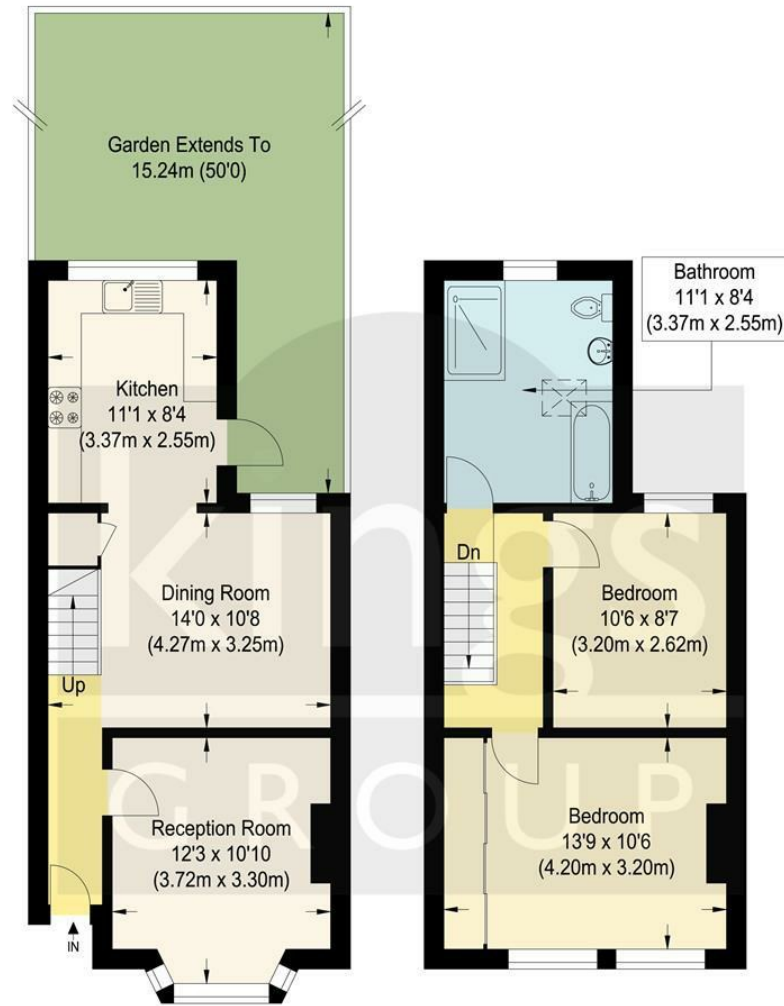 Garden Extends To
15.24m (50'0)
Kitchen
11'1 x 8'4
(3.37m x 2.55m)
Dining Room
14'0 x 10'8
(4.27m x 3.25m)
Up
Reception Room
12'3 x 10'10
(3.72m x 3.30m)
IN
Bathroom
11'1 x 8'4
(3.37m x 2.55m)
Dn
Bedroom
10'6 x 8'7
(3.20m x 2.62m)
Bedroom
13'9 x 10'6
(4.20m x 3.20m)
kings
GROUP